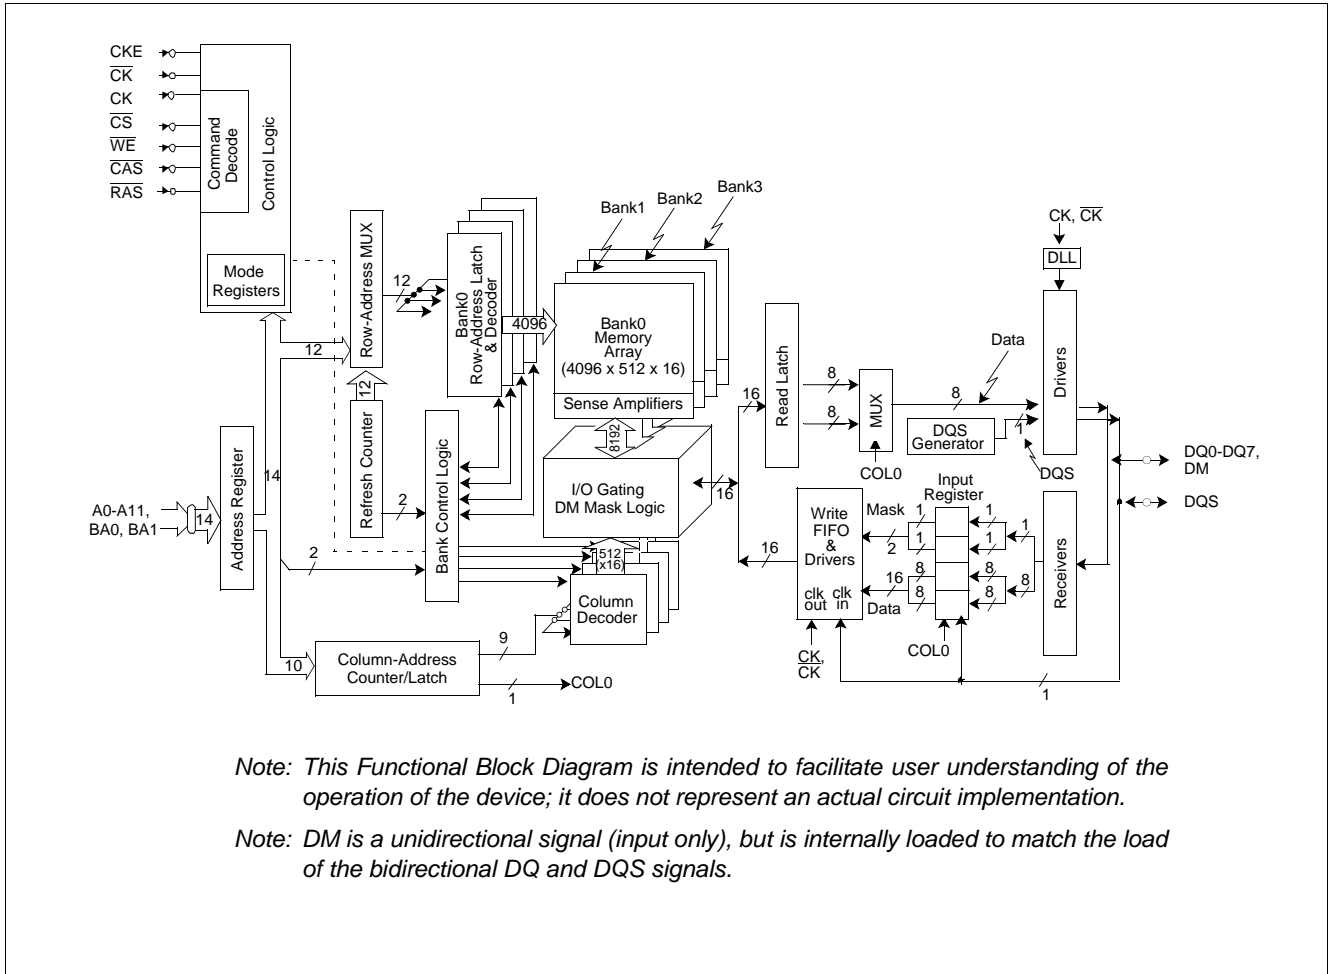 CKE
CK
CK
CS
WE
CAS
RAS
Command
Decode
Control Logic
Mode
Registers
Row-Address MUX
12
12
12
Refresh Counter
2
Bank0
Row-Address Latch
& Decoder
4096
Bank1
Bank2
Bank3
Bank0
Memory
Array
(4096 x 512 x 16)
Sense Amplifiers
8192
I/O Gating
DM Mask Logic
16
Bank Control Logic
2
512
(x16)
Column
Decoder
A0-A11,
BA0, BA1
14
Address Register
14
10
Column-Address
Counter/Latch
9
1
COL0
16
Read Latch
8
8
MUX
COL0
8
Data
DQS
Generator
1
DQS
CK, CK
DLL
Drivers
DQ0-DQ7,
DM
DQS
Input
Register
Mask
1
1
1
1
1
2
8
8
8
8
8
16
Data
Write
FIFO
&
Drivers
clk
out
clk
in
16
CK,
CK
COL0
Receivers
1
Note: This Functional Block Diagram is intended to facilitate user understanding of the
operation of the device; it does not represent an actual circuit implementation.
Note: DM is a unidirectional signal (input only), but is internally loaded to match the load
of the bidirectional DQ and DQS signals.